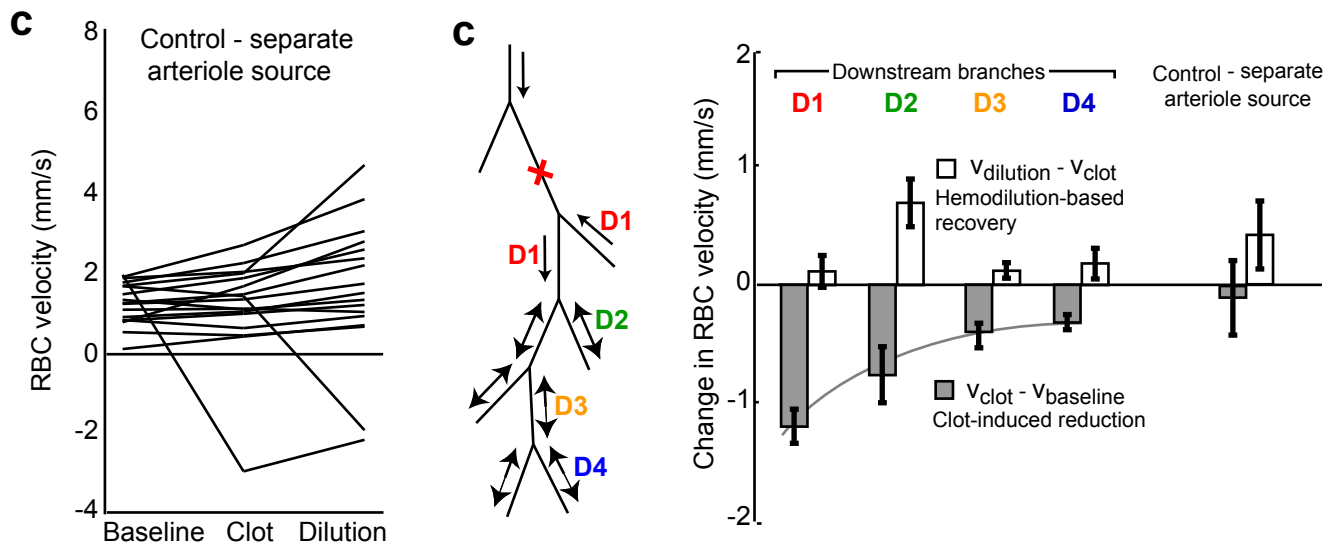 c
Control - separate
arteriole source
RBC velocity (mm/s)
8
6
4
2
0
-2
-4
Baseline Clot Dilution
c
D1
D1
D2
D3
D4
Change in RBC velocity (mm/s)
2
1
0
-1
-2
Downstream branches
D1 D2 D3 D4
Control - separate
arteriole source
vdilution - vclot
Hemodilution-based
recovery
vclot - vbaseline
Clot-induced reduction